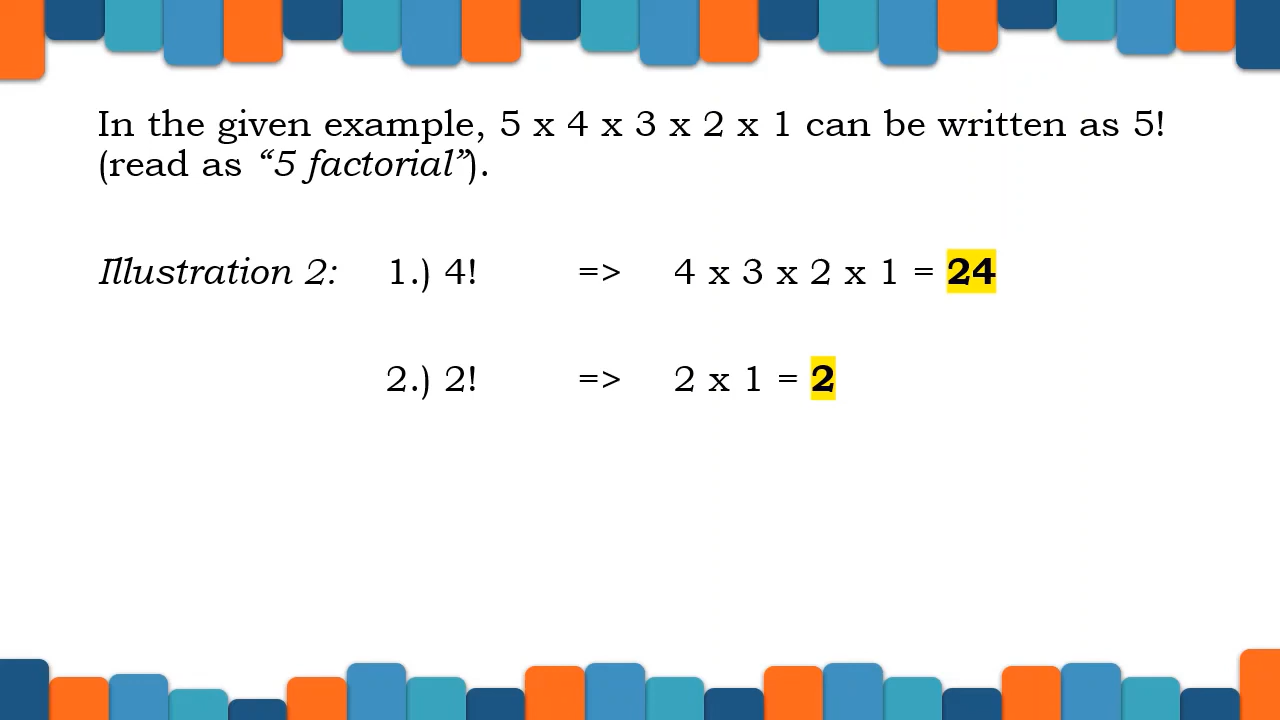 In the given example, 5 x 4 x 3 x 2 x 1 can be written as 5!
(read as “5 factorial”).
Illustration 2: 1.) 4! => 4 x 3 x 2 x 1 = 24
2.) 2! => 2 x 1 = 2